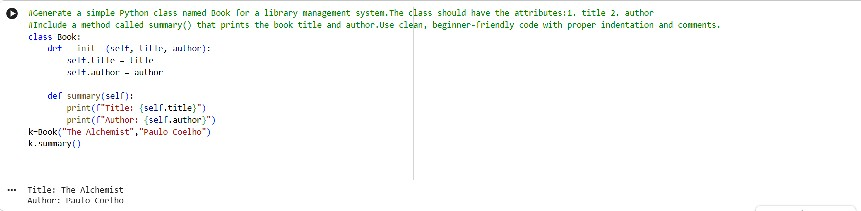 #Generate a simple Python class named Book for a library management system.The class should have the attributes:1. title 2. author
#Include a method called summary() that prints the book title and author.Use clean, beginner-friendly code with proper indentation and comments.
class Book:
    def __init__(self, title, author):
        self.title = title
        self.author = author
    def summary(self):
        print(f"Title: {self.title}")
        print(f"Author: {self.author}")
k=Book("The Alchemist","Paulo Coelho")
k.summary()
Title: The Alchemist
Author: Paulo Coelho